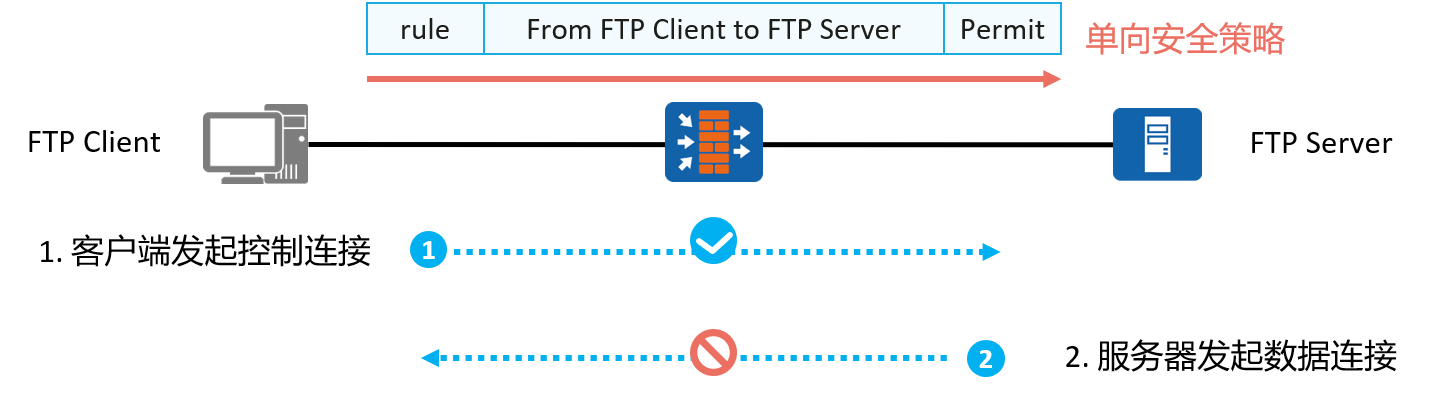 rule From FTP Client to FTP Server Permit
单向安全策略
FTP Client
FTP Server
1. 客户端发起控制连接
1
2
2. 服务器发起数据连接